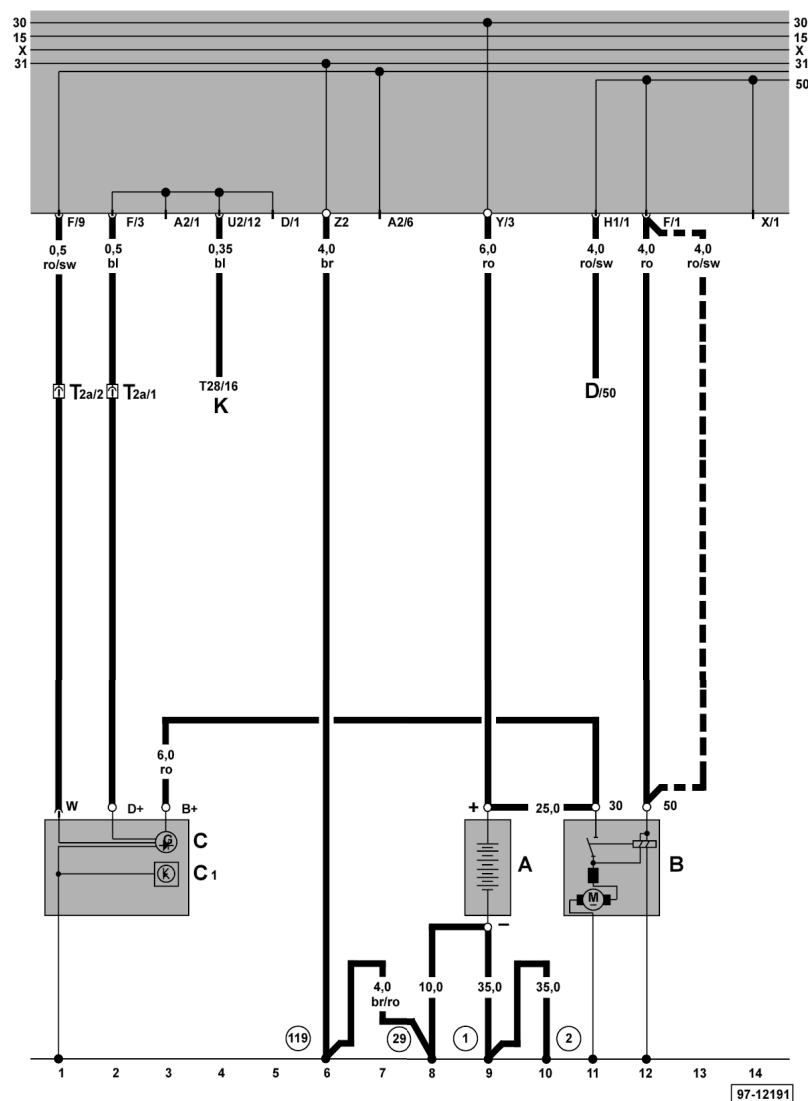 30 30
15 15
X X
31 31
50
F/9 F/3 A2/1 U2/12 D/1 Z2 A2/6 Y/3 H1/1 F/1 X/1
0,5 0,5 0,35 4,0 6,0 4,0 4,0 4,0
ro/sw bl bl br ro ro/sw ro ro/sw
T2a/2 T2a/1
T28/16
K
D/50
6,0
ro
W D+ B+ + 25,0 30 50
G
C
K
C1
A
M
B
–
4,0 10,0 35,0 35,0
br/ro
119 29 1 2
1 2 3 4 5 6 7 8 9 10 11 12 13 14
97-12191